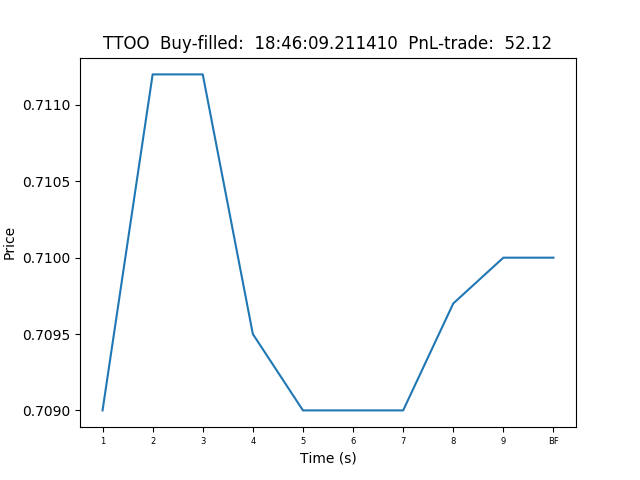 TTOO  Buy-filled:  18:46:09.211410  PnL-trade:  52.12
0.7110
0.7105
0.7100
0.7095
0.7090
Price
1 2 3 4 5 6 7 8 9 BF
Time (s)